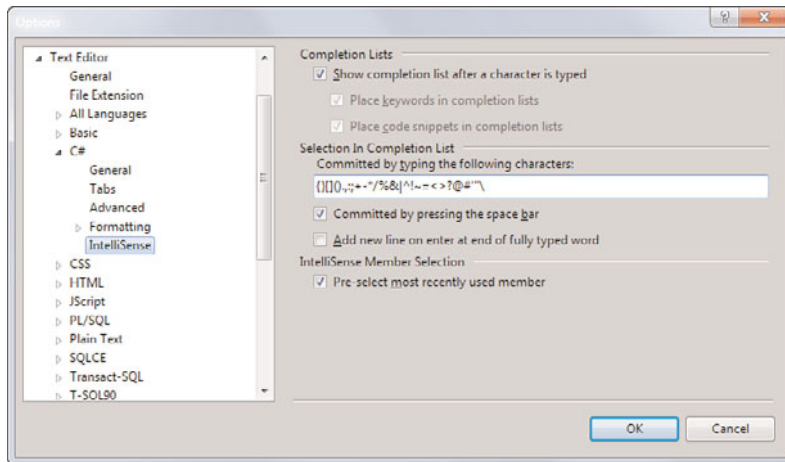 Options
Text Editor
General
File Extension
All Languages
Basic
C#
General
Tabs
Advanced
Formatting
IntelliSense
CSS
HTML
JScript
PL/SQL
Plain Text
SQLCE
Transact-SQL
T-SQL90
Completion Lists
Show completion list after a character is typed
Place keywords in completion lists
Place code snippets in completion lists
Selection In Completion List
Committed by typing the following characters:
{}[]().,:;+-*/%&|^!~=<>?@#'"\
Committed by pressing the space bar
Add new line on enter at end of fully typed word
IntelliSense Member Selection
Pre-select most recently used member
OK
Cancel